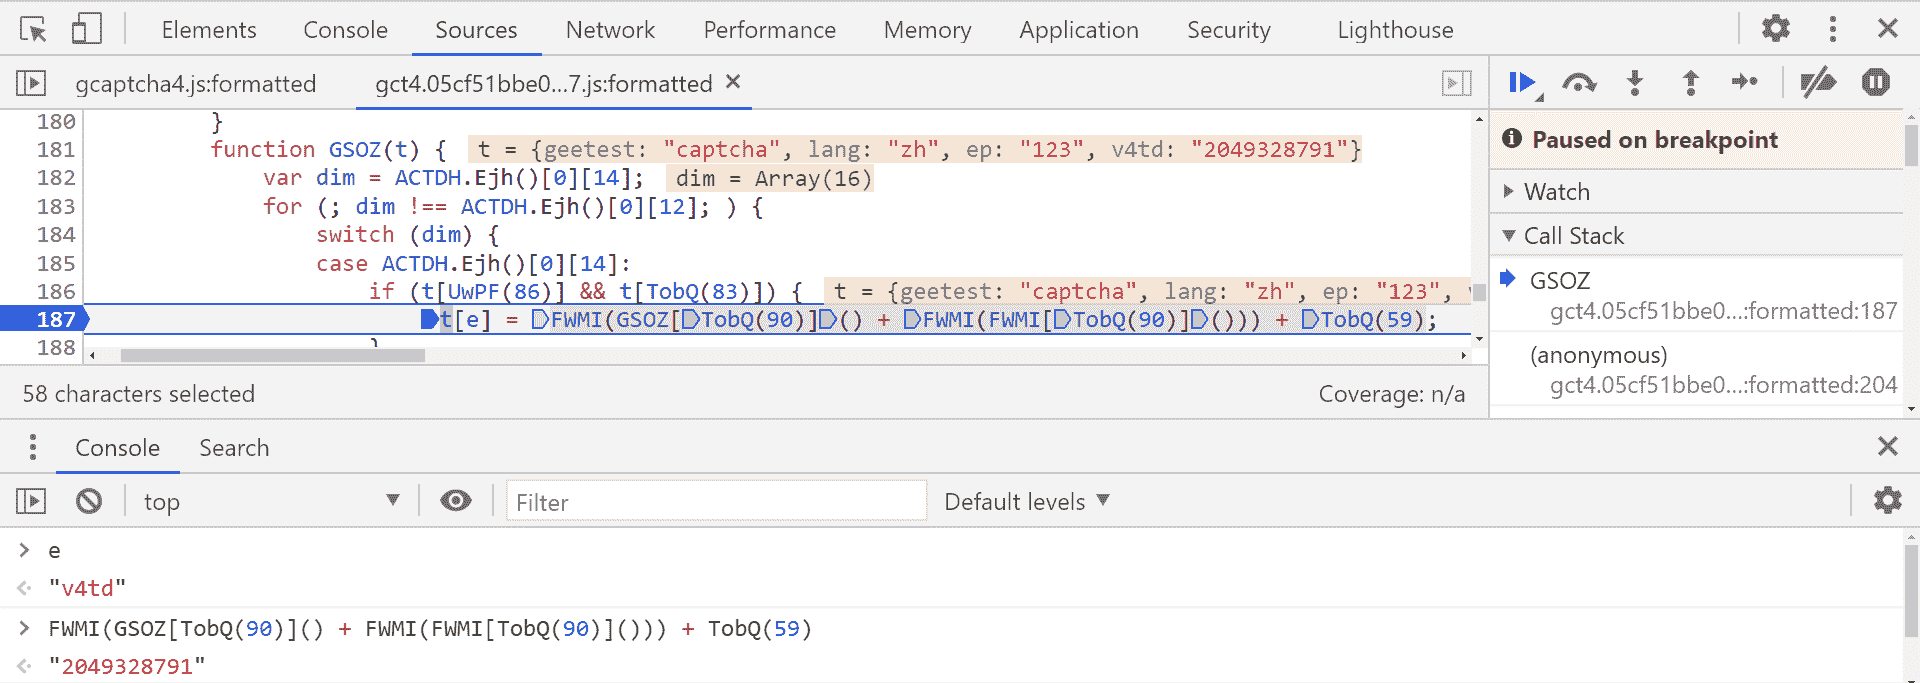 Elements Console Sources Network Performance Memory Application Security Lighthouse
gcaptcha4.js:formatted gct4.05cf51bbe0...7.js:formatted
180 }
181 function GSOZ(t) { t = {geetest: "captcha", lang: "zh", ep: "123", v4td: "2049328791"}
182 var dim = ACTDH.Ejh()[0][14]; dim = Array(16)
183 for (; dim !== ACTDH.Ejh()[0][12]; ) {
184 switch (dim) {
185 case ACTDH.Ejh()[0][14]:
186 if (t[UwPF(86)] && t[TobQ(83)]) { t = {geetest: "captcha", lang: "zh", ep: "123",
187 t[e] = FWMI(GSOZ[TobQ(90)]() + FWMI(FWMI[TobQ(90)]())) + TobQ(59);
188 }
58 characters selected Coverage: n/a
Paused on breakpoint
Watch
Call Stack
GSOZ
gct4.05cf51bbe0...:formatted:187
(anonymous)
gct4.05cf51bbe0...:formatted:204
Console Search
top Filter Default levels
> e
"v4td"
> FWMI(GSOZ[TobQ(90)]() + FWMI(FWMI[TobQ(90)]())) + TobQ(59)
"2049328791"